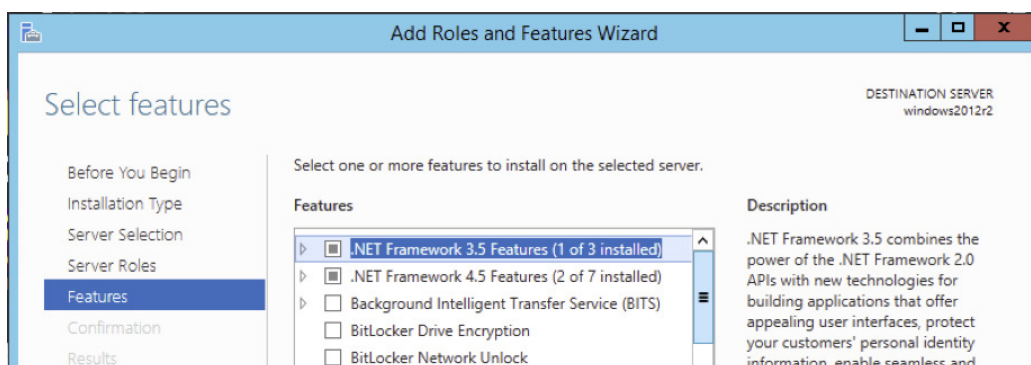 Add Roles and Features Wizard
Select features
DESTINATION SERVER
windows2012r2
Before You Begin
Installation Type
Server Selection
Server Roles
Features
Confirmation
Results
Select one or more features to install on the selected server.
Features
.NET Framework 3.5 Features (1 of 3 installed)
.NET Framework 4.5 Features (2 of 7 installed)
Background Intelligent Transfer Service (BITS)
BitLocker Drive Encryption
BitLocker Network Unlock
Description
.NET Framework 3.5 combines the
power of the .NET Framework 2.0
APIs with new technologies for
building applications that offer
appealing user interfaces, protect
your customers' personal identity
information, enable seamless and